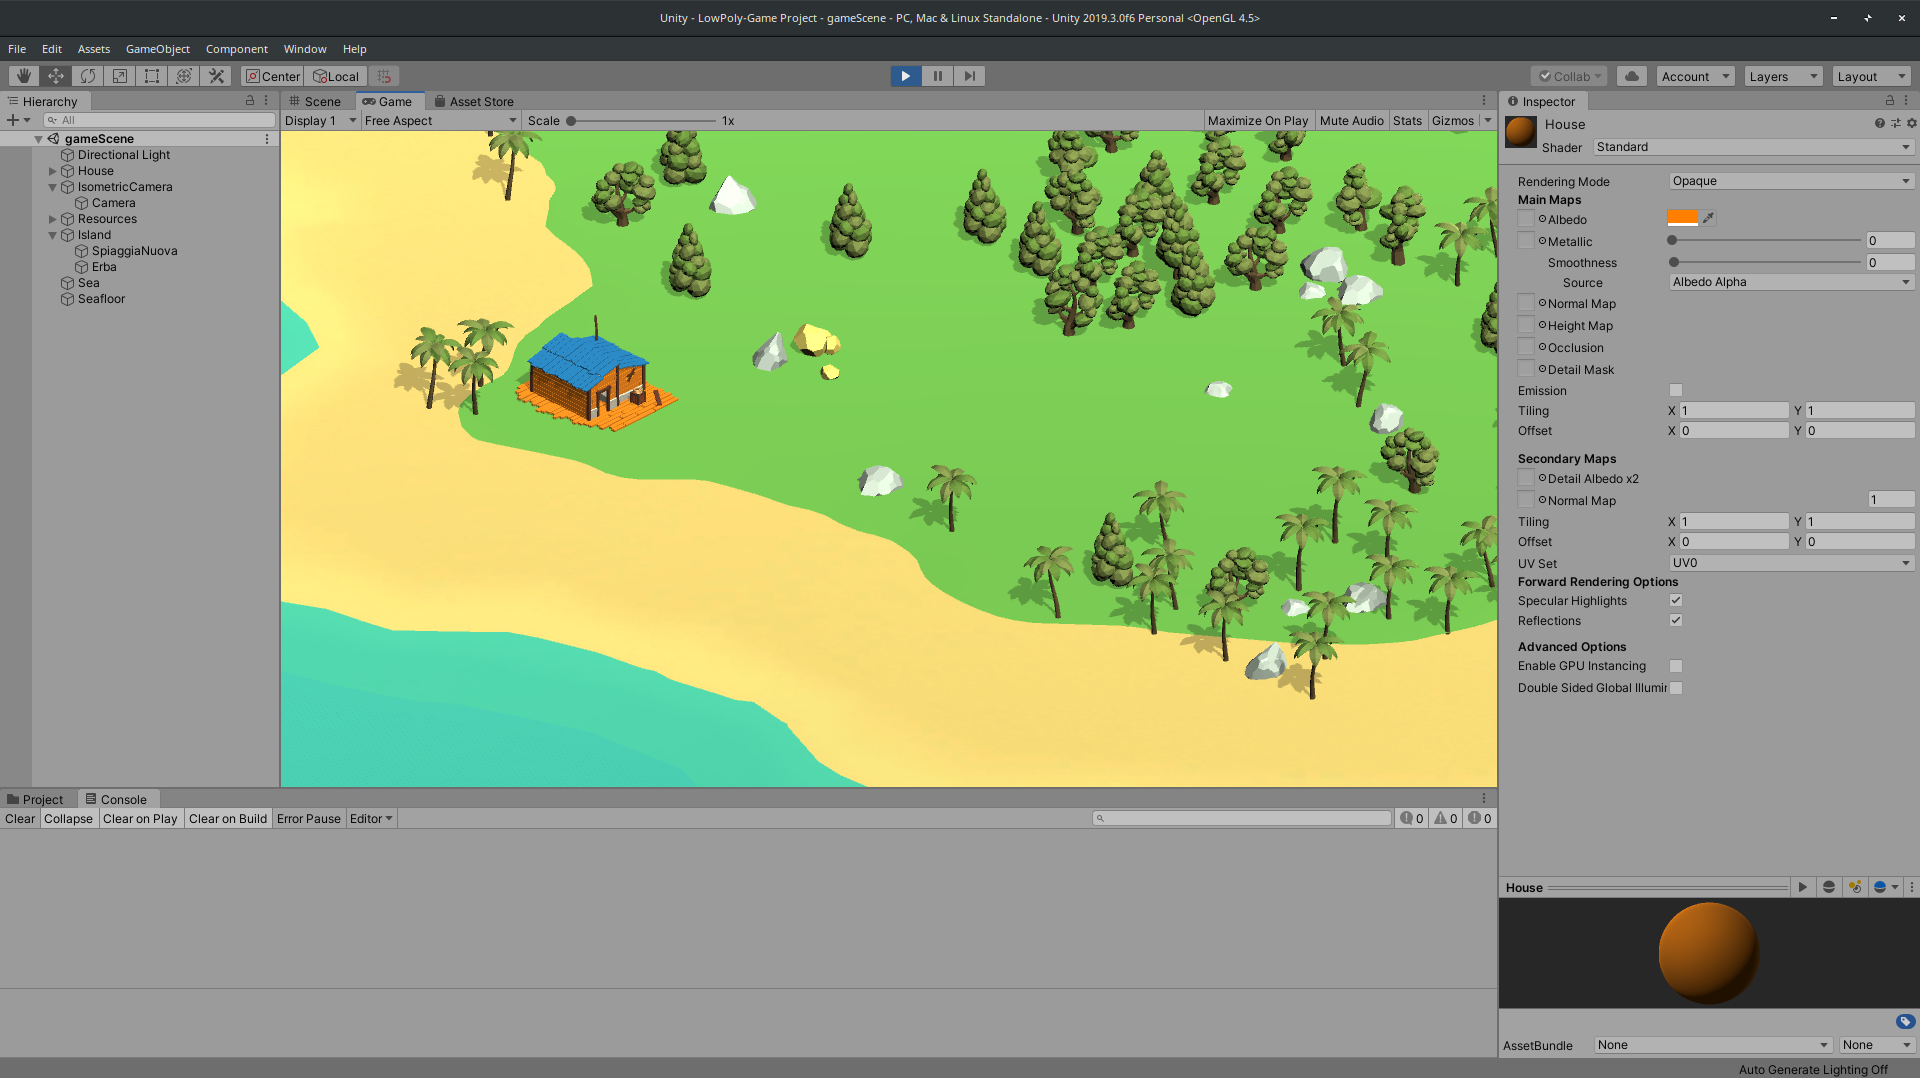 Unity - LowPoly-Game Project - gameScene - PC, Mac & Linux Standalone - Unity 2019.3.0f6 Personal <OpenGL 4.5>
File Edit Assets GameObject Component Window Help
Center Local Collab Account Layers Layout
Hierarchy
All
gameScene
Directional Light
House
IsometricCamera
Camera
Resources
Island
SpiaggiaNuova
Erba
Sea
Seafloor
Scene Game Asset Store
Display 1 Free Aspect Scale 1x Maximize On Play Mute Audio Stats Gizmos
Inspector
House
Shader Standard
Rendering Mode Opaque
Main Maps
Albedo
Metallic 0
Smoothness 0
Source Albedo Alpha
Normal Map
Height Map
Occlusion
Detail Mask
Emission
Tiling X 1 Y 1
Offset X 0 Y 0
Secondary Maps
Detail Albedo x2
Normal Map 1
Tiling X 1 Y 1
Offset X 0 Y 0
UV Set UV0
Forward Rendering Options
Specular Highlights
Reflections
Advanced Options
Enable GPU Instancing
Double Sided Global Illumir
Project Console
Clear Collapse Clear on Play Clear on Build Error Pause Editor 0 0 0
House
AssetBundle None None
Auto Generate Lighting Off